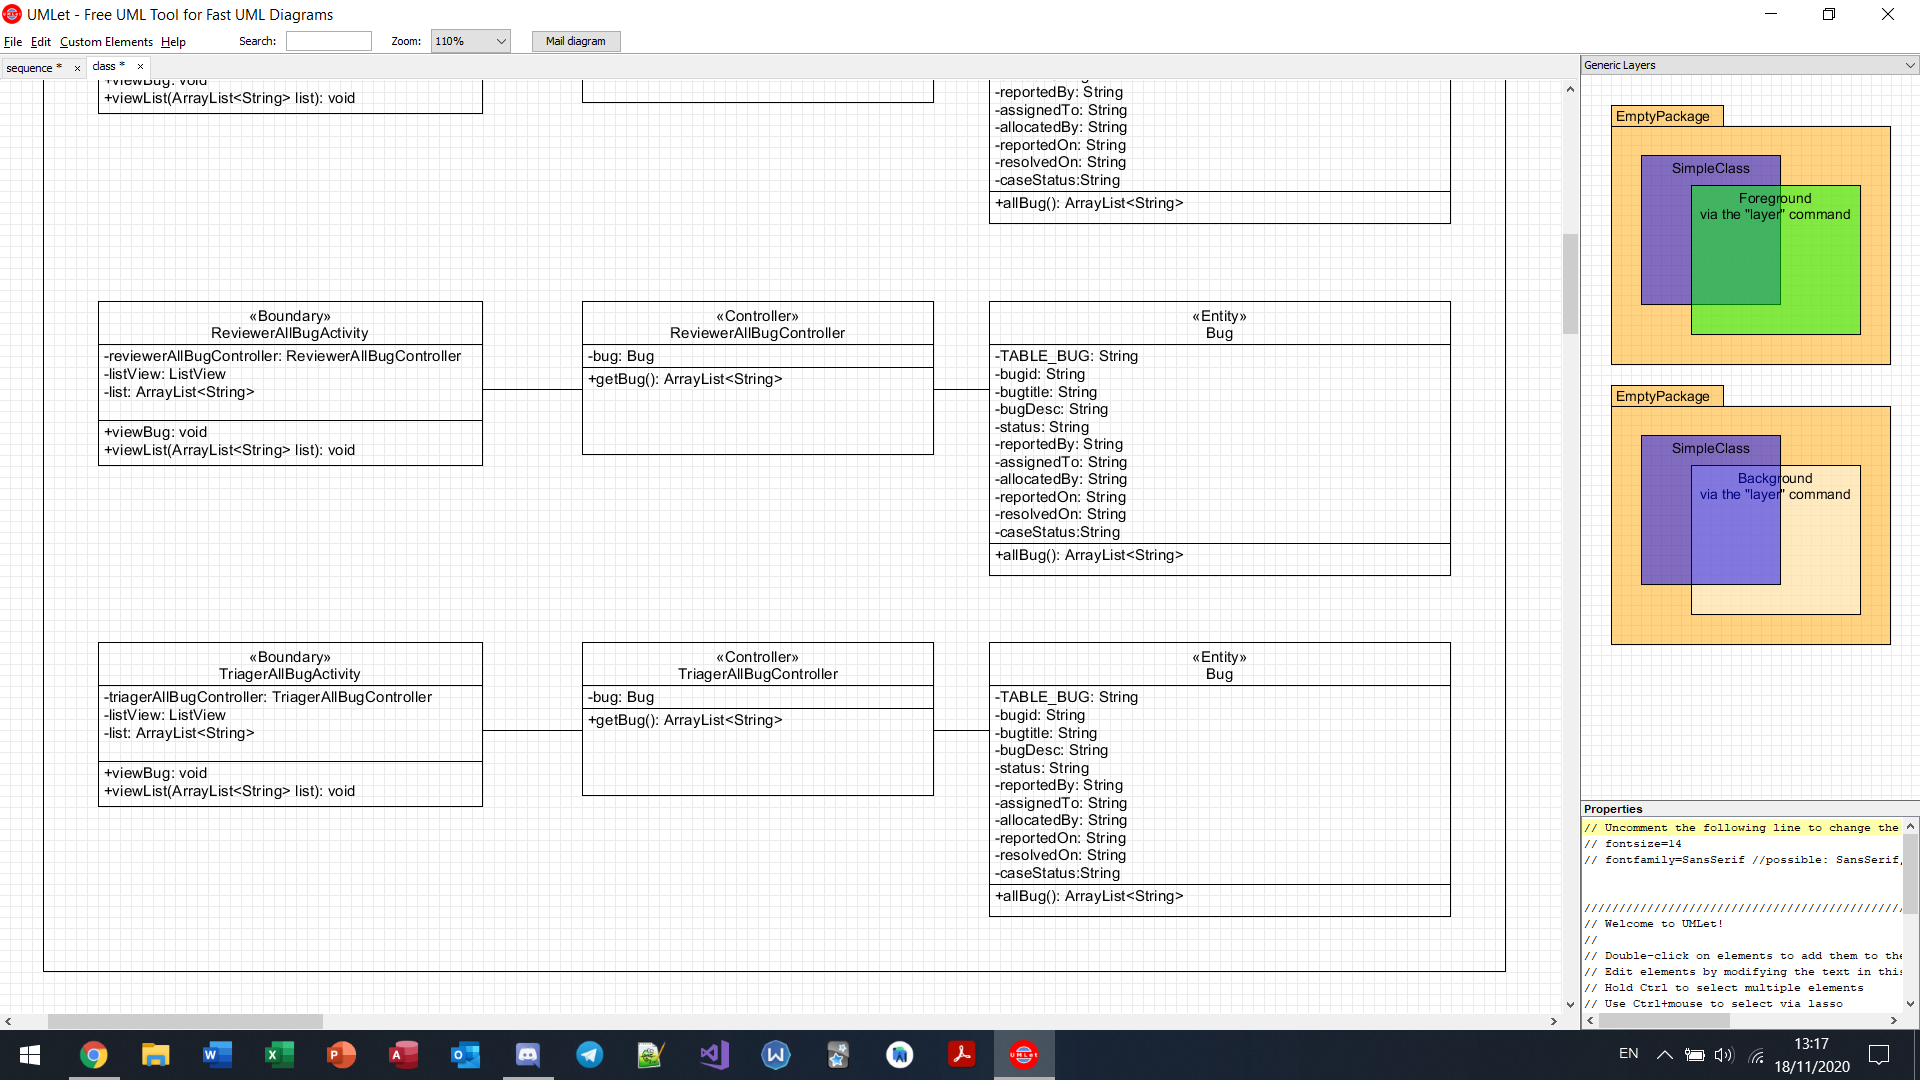 UMLet - Free UML Tool for Fast UML Diagrams
File Edit Custom Elements Help Search: Zoom: 110% Mail diagram
sequence * × class * ×
+viewBug: void
+viewList(ArrayList<String> list): void
-reportedBy: String
-assignedTo: String
-allocatedBy: String
-reportedOn: String
-resolvedOn: String
-caseStatus:String
+allBug(): ArrayList<String>
«Boundary»
ReviewerAllBugActivity
-reviewerAllBugController: ReviewerAllBugController
-listView: ListView
-list: ArrayList<String>
+viewBug: void
+viewList(ArrayList<String> list): void
«Controller»
ReviewerAllBugController
-bug: Bug
+getBug(): ArrayList<String>
«Entity»
Bug
-TABLE_BUG: String
-bugid: String
-bugtitle: String
-bugDesc: String
-status: String
-reportedBy: String
-assignedTo: String
-allocatedBy: String
-reportedOn: String
-resolvedOn: String
-caseStatus:String
+allBug(): ArrayList<String>
«Boundary»
TriagerAllBugActivity
-triagerAllBugController: TriagerAllBugController
-listView: ListView
-list: ArrayList<String>
+viewBug: void
+viewList(ArrayList<String> list): void
«Controller»
TriagerAllBugController
-bug: Bug
+getBug(): ArrayList<String>
«Entity»
Bug
-TABLE_BUG: String
-bugid: String
-bugtitle: String
-bugDesc: String
-status: String
-reportedBy: String
-assignedTo: String
-allocatedBy: String
-reportedOn: String
-resolvedOn: String
-caseStatus:String
+allBug(): ArrayList<String>
Generic Layers
EmptyPackage
SimpleClass
Foreground
via the "layer" command
EmptyPackage
SimpleClass
Background
via the "layer" command
Properties
// Uncomment the following line to change the
// fontsize=14
// fontfamily=SansSerif //possible: SansSerif,
//////////////////////////////////////////////
// Welcome to UMLet!
//
// Double-click on elements to add them to the
// Edit elements by modifying the text in this
// Hold Ctrl to select multiple elements
// Use Ctrl+mouse to select via lasso
EN
13:17
18/11/2020